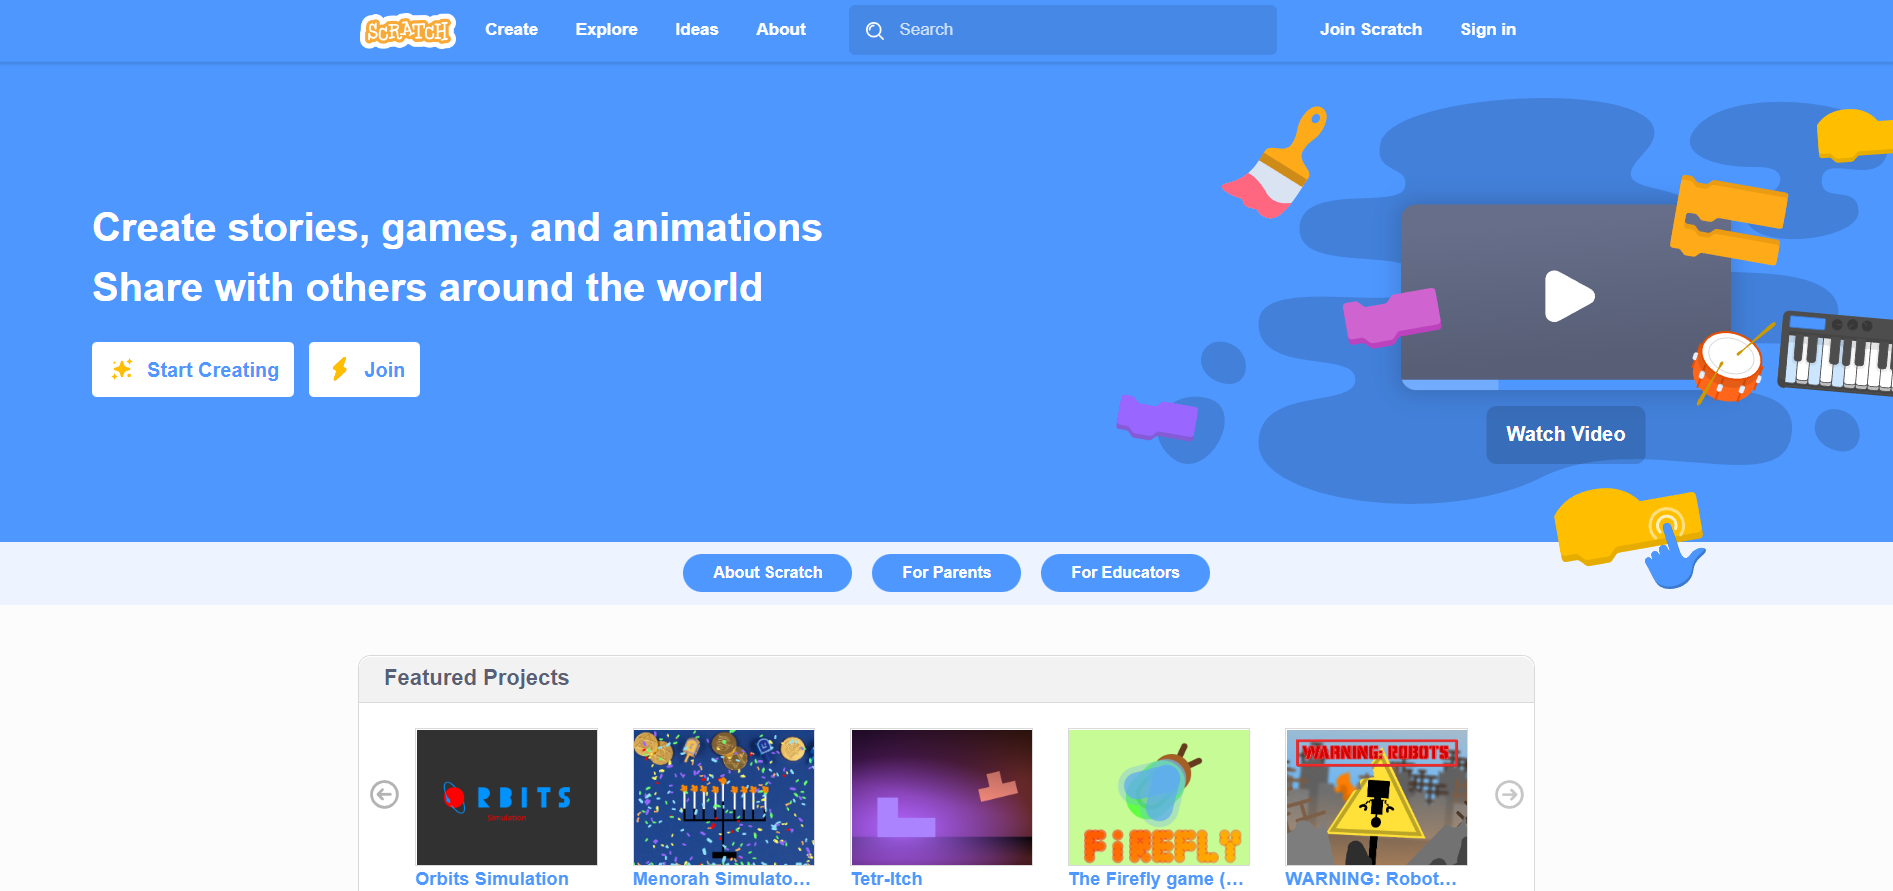 SCRATCH
Create
Explore
Ideas
About
Search
Join Scratch
Sign in
Create stories, games, and animations
Share with others around the world
Start Creating
Join
Watch Video
About Scratch
For Parents
For Educators
Featured Projects
RBITS
Simulation
FiREFLY
WARNING: ROBOTS
Orbits Simulation
Menorah Simulato...
Tetr-Itch
The Firefly game (...
WARNING: Robot...